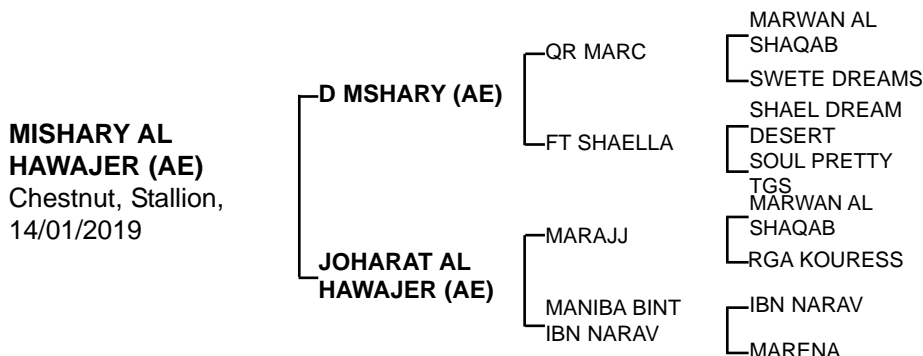 MISHARY AL
HAWAJER (AE)
Chestnut, Stallion,
14/01/2019
D MSHARY (AE)
JOHARAT AL
HAWAJER (AE)
QR MARC
FT SHAELLA
MARAJJ
MANIBA BINT
IBN NARAV
MARWAN AL
SHAQAB
SWETE DREAMS
SHAEL DREAM
DESERT
SOUL PRETTY
TGS
MARWAN AL
SHAQAB
RGA KOURESS
IBN NARAV
MARENA